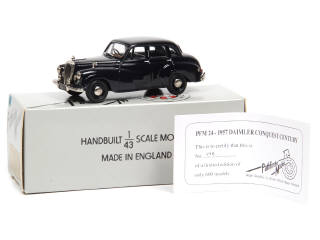 HANDBUILT 1/43 SCALE MO
MADE IN ENGLAND
PFM 24 - 1957 DAIMLER CONQUEST CENTURY
This is to certify that this is
No.
of a limited edition of
only 600 models